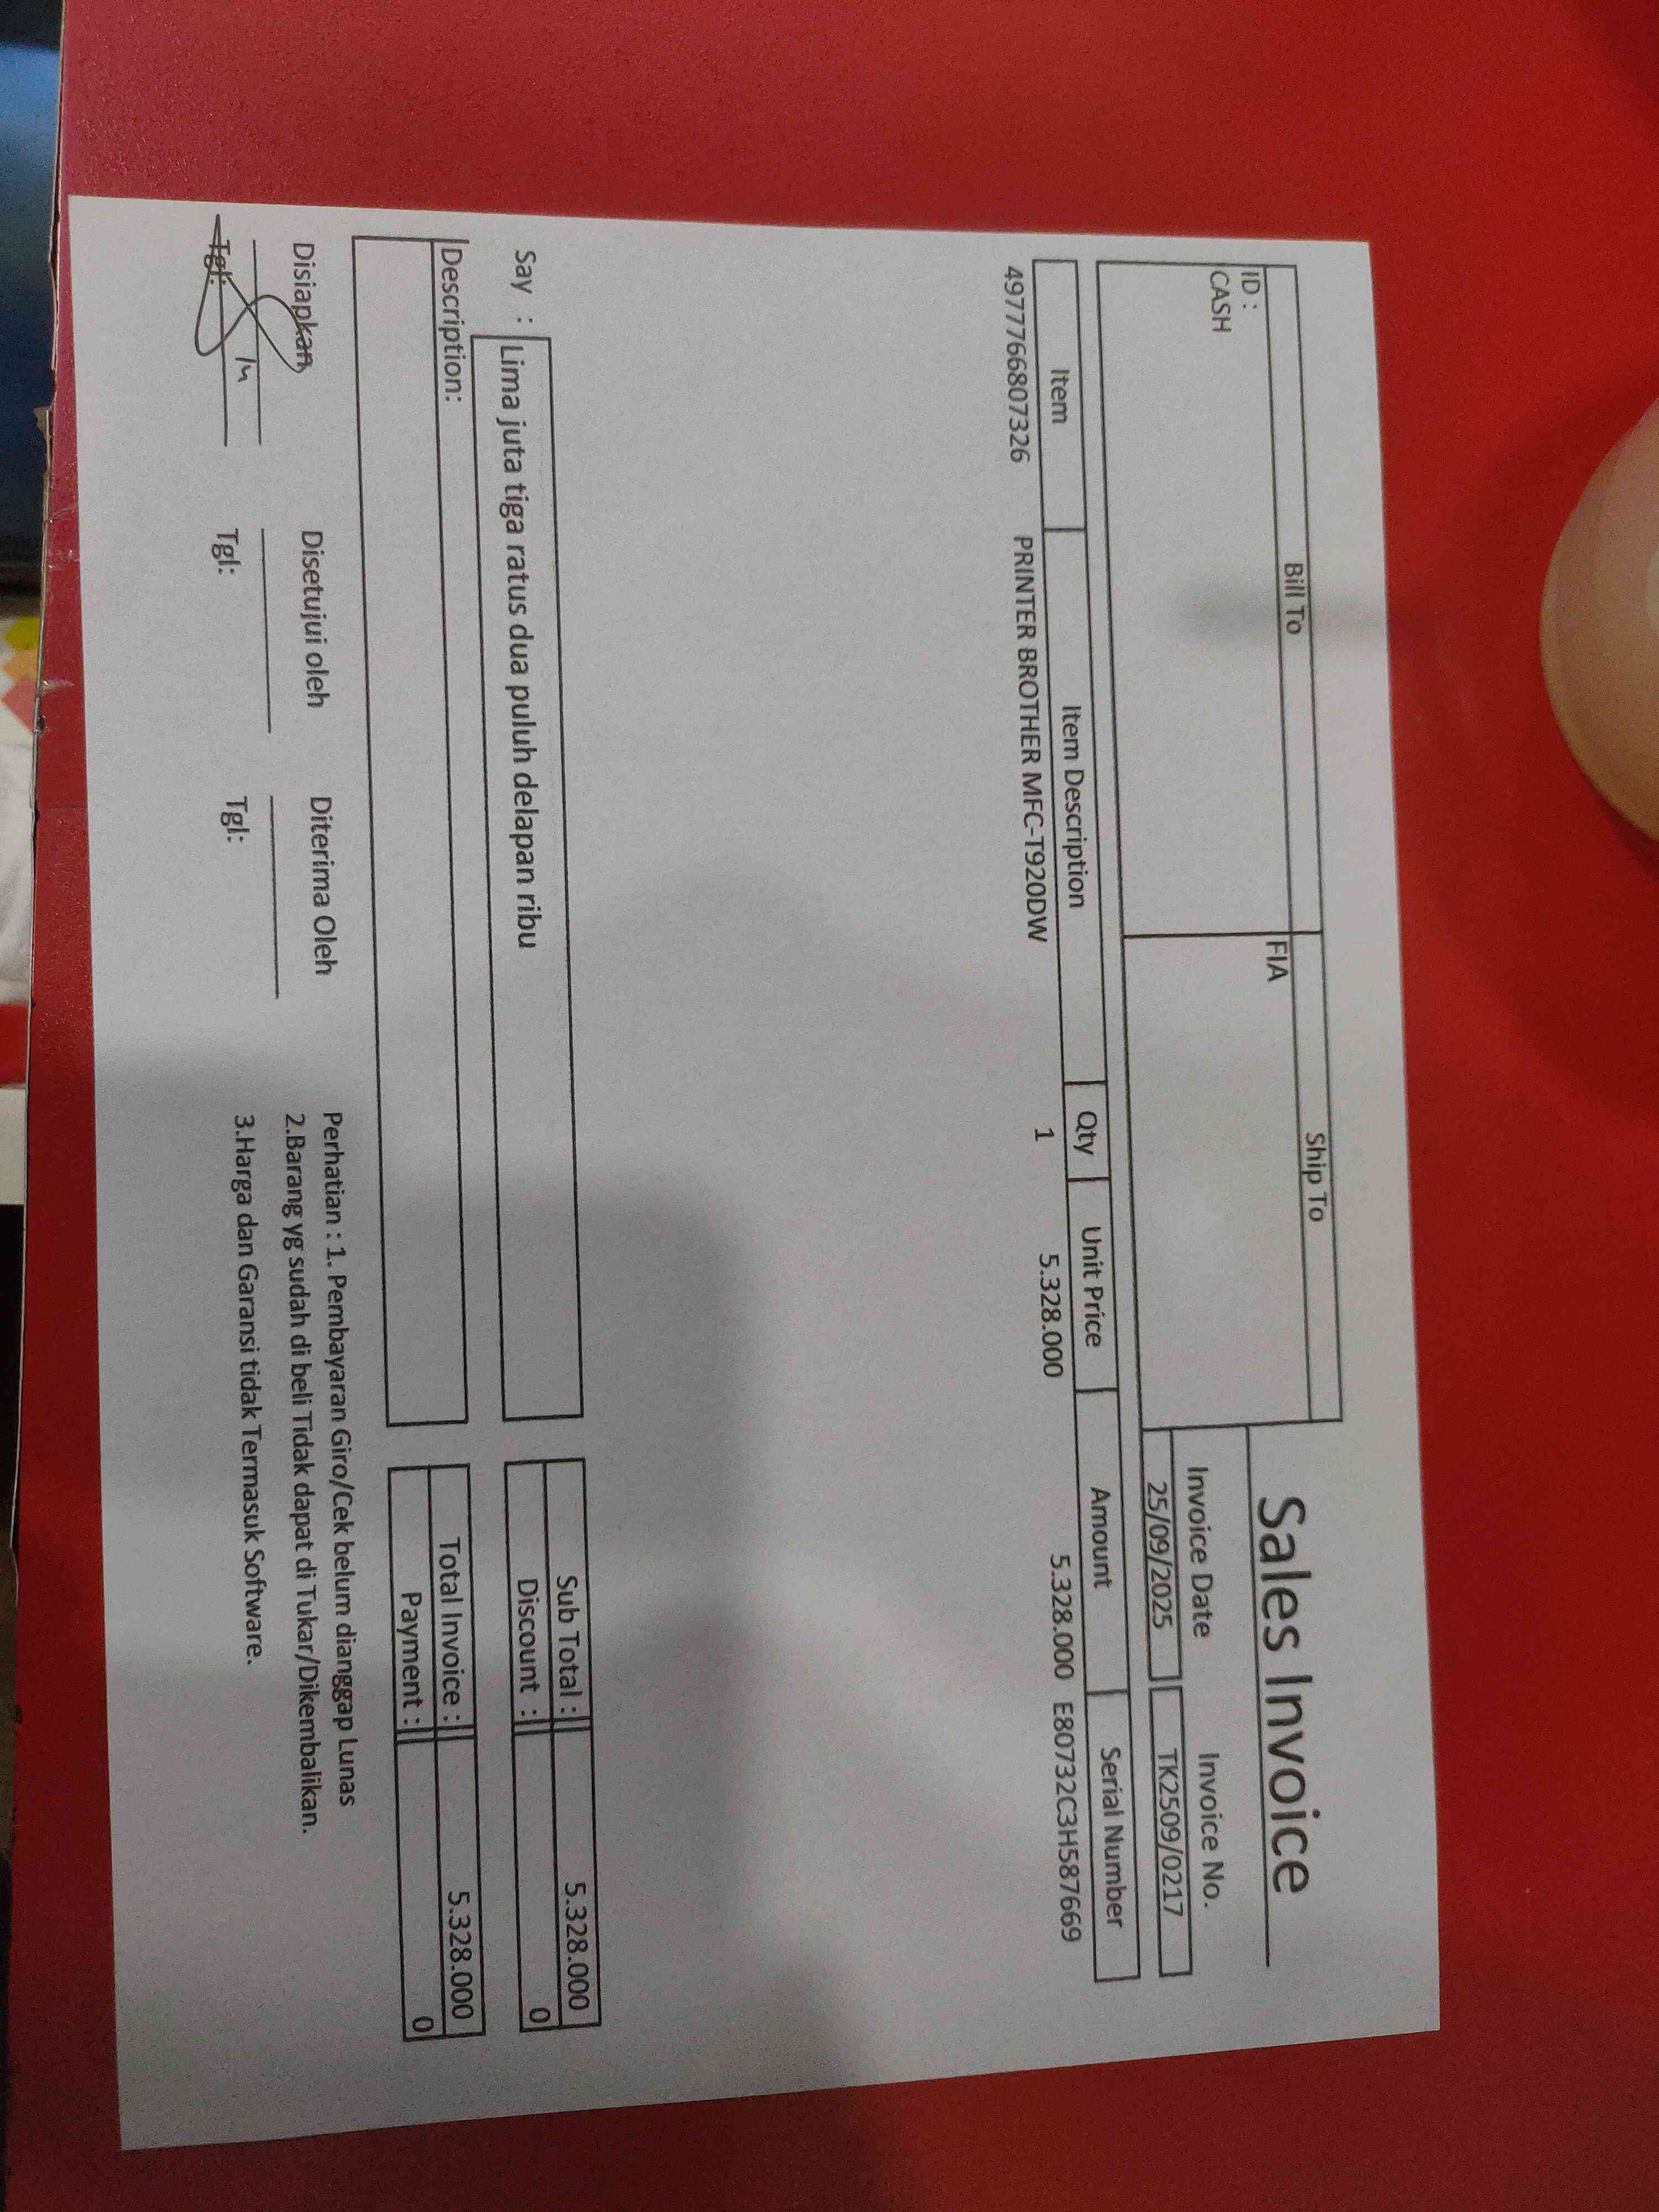 Sales Invoice
Bill To
Ship To
ID :
CASH
FIA
Invoice Date
Invoice No.
25/09/2025
TK2509/0217
Item
Item Description
Qty
Unit Price
Amount
Serial Number
4977766807326
PRINTER BROTHER MFC-T920DW
1
5.328.000
5.328.000
E80732C3H587669
Say :
Lima juta tiga ratus dua puluh delapan ribu
Sub Total :
5.328.000
Discount :
0
Description:
Total Invoice :
5.328.000
Payment :
0
Disiapkan
Disetujui oleh
Diterima Oleh
Tgl:
Tgl:
Tgl:
Perhatian : 1. Pembayaran Giro/Cek belum dianggap Lunas
2.Barang yg sudah di beli Tidak dapat di Tukar/Dikembalikan.
3.Harga dan Garansi tidak Termasuk Software.